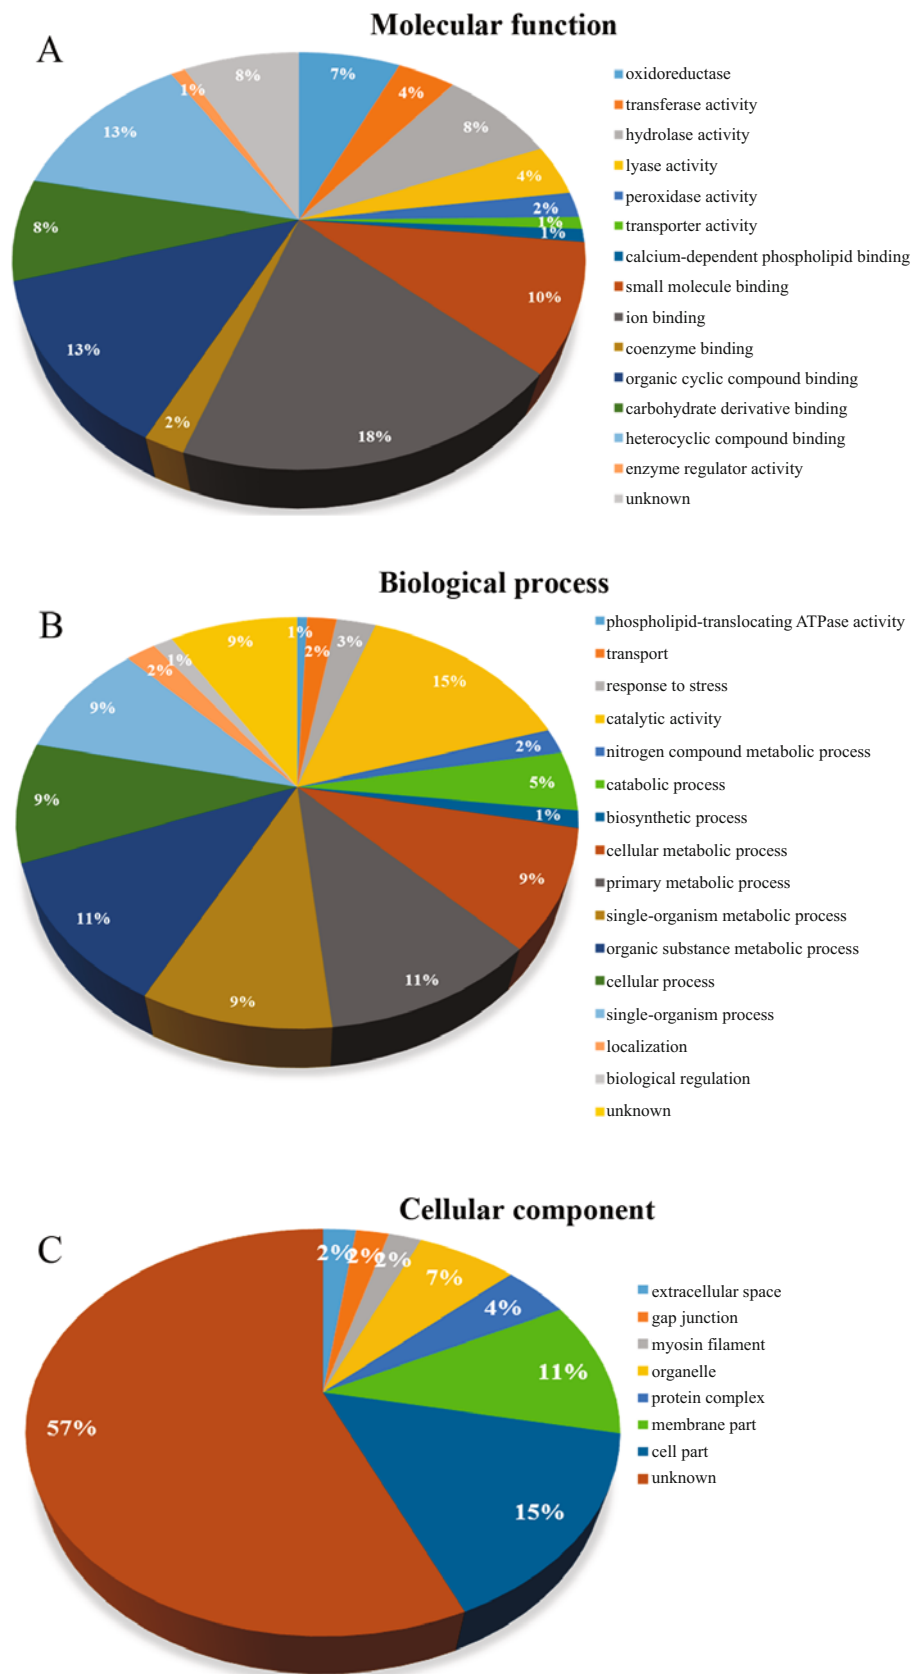 Molecular function
A
8%
7%
1%
4%
13%
8%
4%
2%
1%
1%
8%
10%
13%
2%
18%
oxidoreductase
transferase activity
hydrolase activity
lyase activity
peroxidase activity
transporter activity
calcium-dependent phospholipid binding
small molecule binding
ion binding
coenzyme binding
organic cyclic compound binding
carbohydrate derivative binding
heterocyclic compound binding
enzyme regulator activity
unknown
Biological process
B
9%
1%
2%
3%
1%
2%
15%
9%
2%
5%
9%
1%
9%
11%
11%
9%
phospholipid-translocating ATPase activity
transport
response to stress
catalytic activity
nitrogen compound metabolic process
catabolic process
biosynthetic process
cellular metabolic process
primary metabolic process
single-organism metabolic process
organic substance metabolic process
cellular process
single-organism process
localization
biological regulation
unknown
Cellular component
C
2%
2%
2%
7%
4%
11%
57%
15%
extracellular space
gap junction
myosin filament
organelle
protein complex
membrane part
cell part
unknown